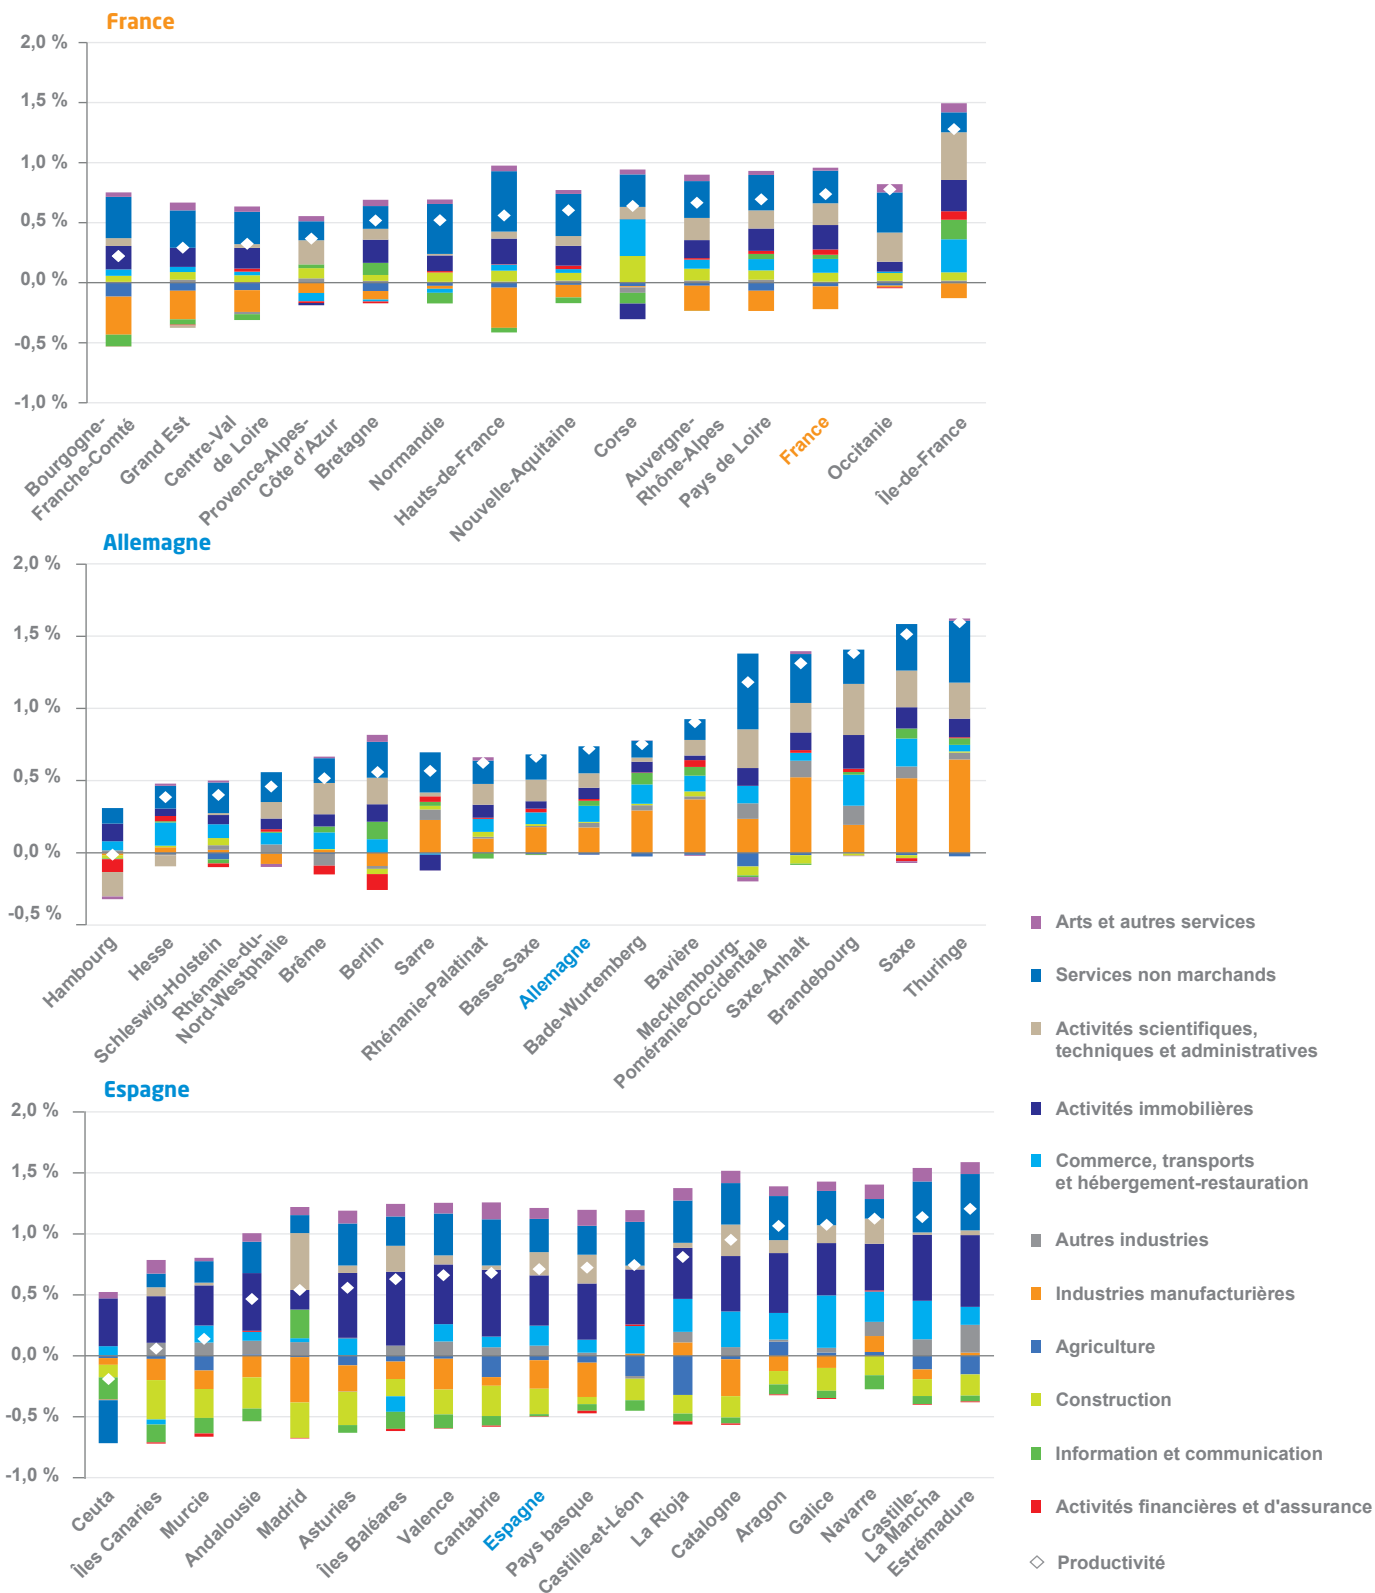 France
2,0 %
1,5 %
1,0 %
0,5 %
0,0 %
-0,5 %
-1,0 %
Bourgogne-
Franche-Comté
Grand Est
Centre-Val
de Loire
Provence-Alpes-
Côte d'Azur
Bretagne
Normandie
Hauts-de-France
Nouvelle-Aquitaine
Corse
Auvergne-
Rhône-Alpes
Pays de Loire
France
Occitanie
Île-de-France
Allemagne
2,0 %
1,5 %
1,0 %
0,5 %
0,0 %
-0,5 %
Hambourg
Hesse
Schleswig-Holstein
Rhénanie-du-
Nord-Westphalie
Brême
Berlin
Sarre
Rhénanie-Palatinat
Basse-Saxe
Allemagne
Bade-Wurtemberg
Bavière
Mecklembourg-
Poméranie-Occidentale
Saxe-Anhalt
Brandebourg
Saxe
Thuringe
Espagne
2,0 %
1,5 %
1,0 %
0,5 %
0,0 %
-0,5 %
-1,0 %
Ceuta
Îles Canaries
Murcie
Andalousie
Madrid
Asturies
Îles Baléares
Valence
Cantabrie
Espagne
Pays basque
Castille-et-Léon
La Rioja
Catalogne
Aragon
Galice
Navarre
Castille-
La Mancha
Estrémadure
Arts et autres services
Services non marchands
Activités scientifiques,
techniques et administratives
Activités immobilières
Commerce, transports
et hébergement-restauration
Autres industries
Industries manufacturières
Agriculture
Construction
Information et communication
Activités financières et d'assurance
Productivité